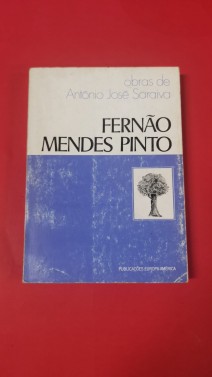 obras de
António José Saraiva
FERNÃO
MENDES PINTO
PUBLICAÇÕES EUROPA-AMÉRICA